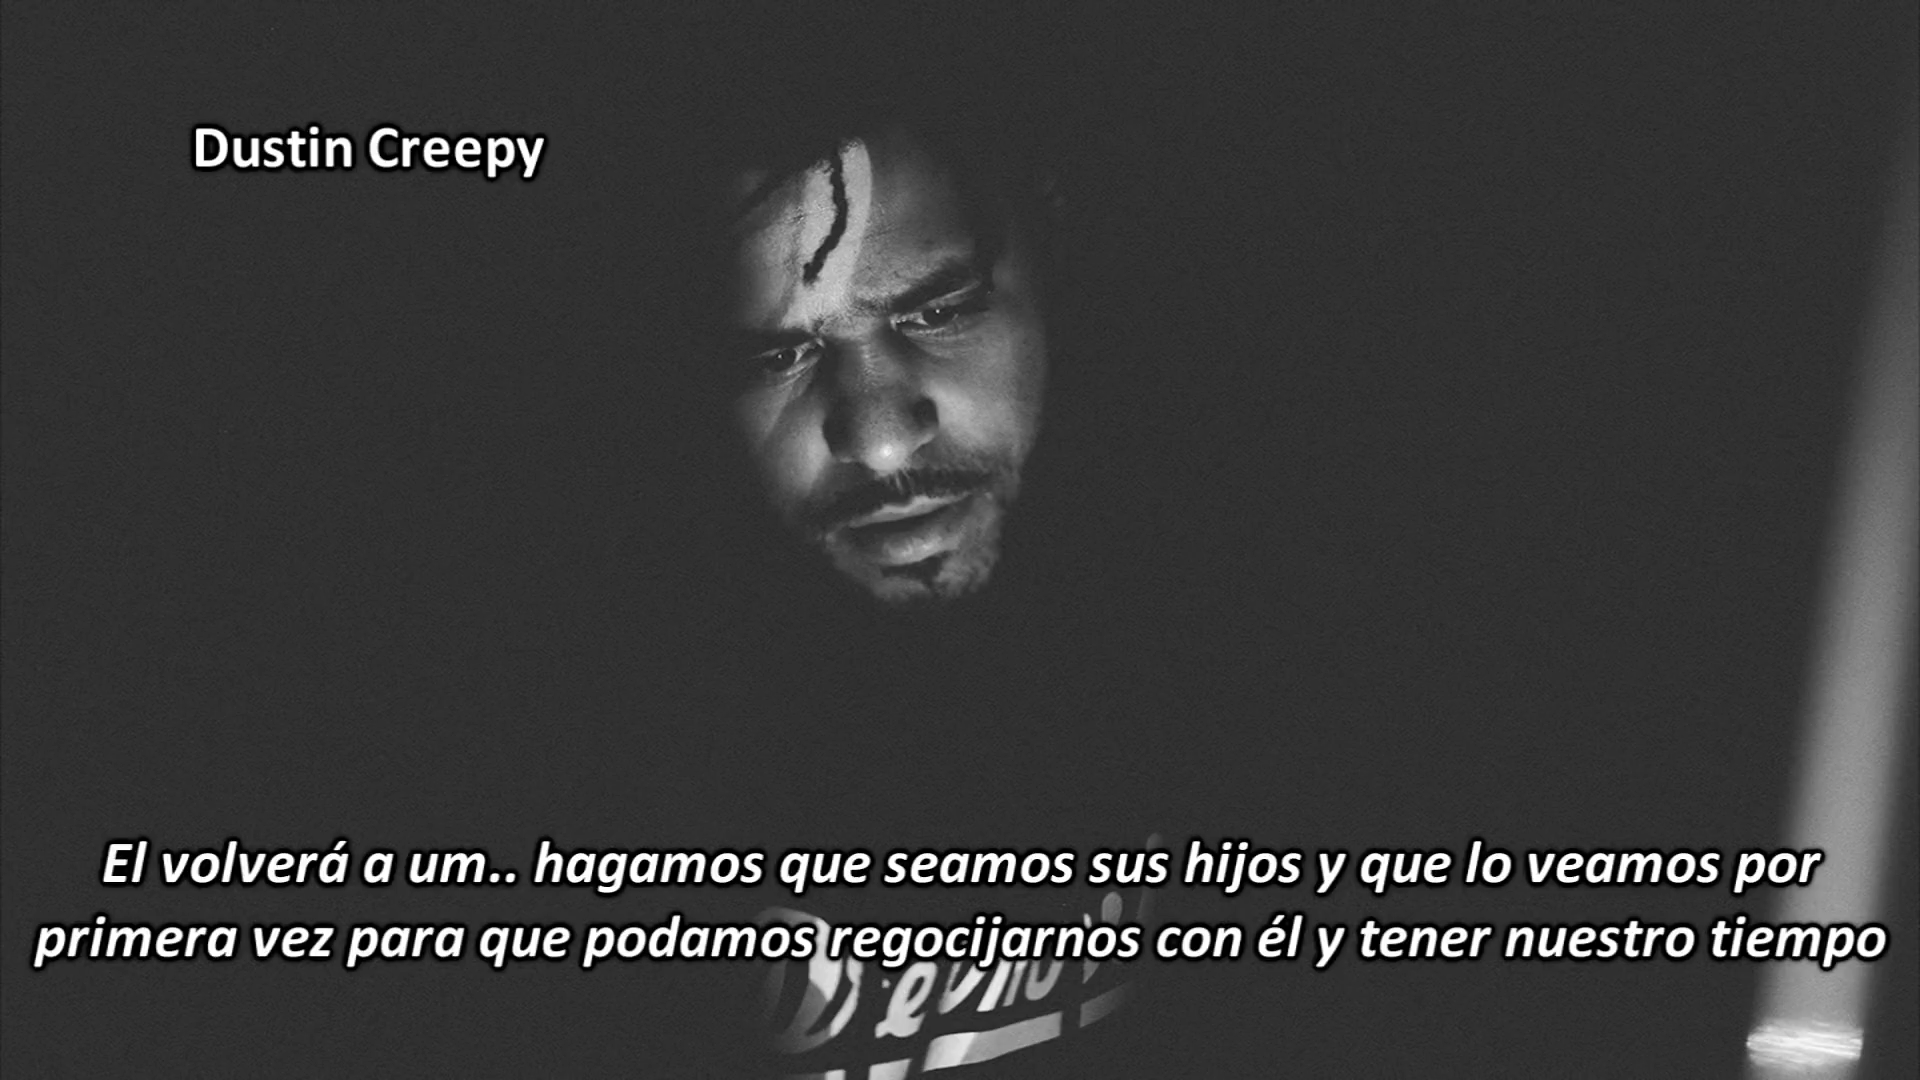 Dustin Creepy
El volverá a um.. hagamos que seamos sus hijos y que lo veamos por
primera vez para que podamos regocijarnos con él y tener nuestro tiempo